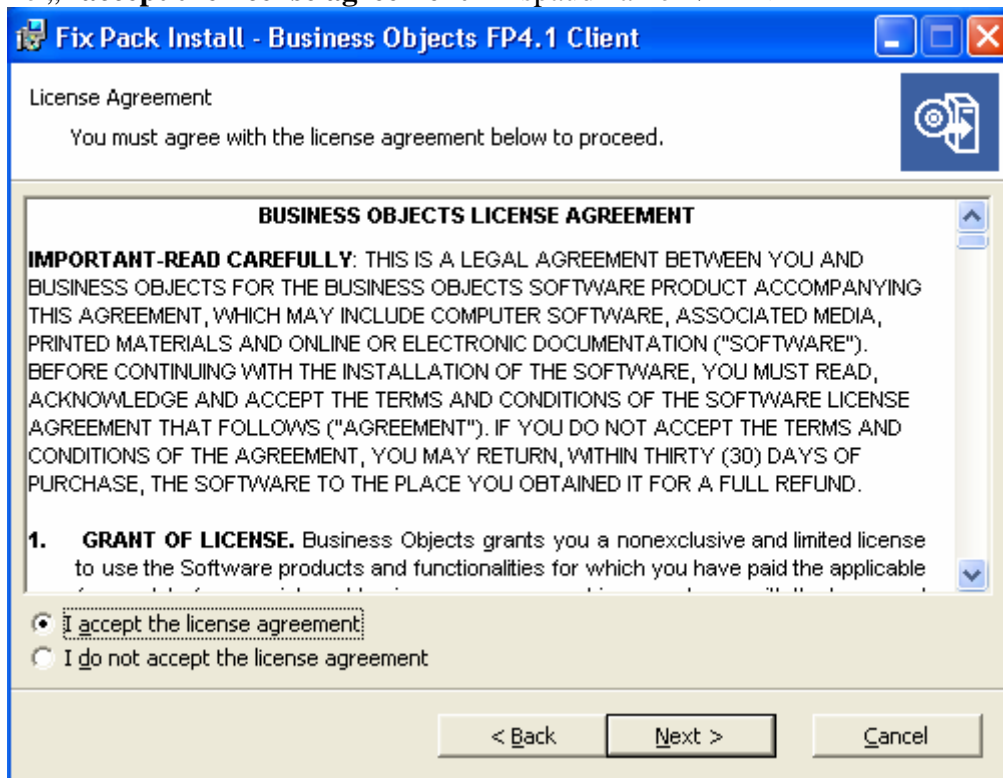 Fix Pack Install - Business Objects FP4.1 Client
License Agreement
You must agree with the license agreement below to proceed.
BUSINESS OBJECTS LICENSE AGREEMENT
IMPORTANT-READ CAREFULLY: THIS IS A LEGAL AGREEMENT BETWEEN YOU AND
BUSINESS OBJECTS FOR THE BUSINESS OBJECTS SOFTWARE PRODUCT ACCOMPANYING
THIS AGREEMENT, WHICH MAY INCLUDE COMPUTER SOFTWARE, ASSOCIATED MEDIA,
PRINTED MATERIALS AND ONLINE OR ELECTRONIC DOCUMENTATION ("SOFTWARE").
BEFORE CONTINUING WITH THE INSTALLATION OF THE SOFTWARE, YOU MUST READ,
ACKNOWLEDGE AND ACCEPT THE TERMS AND CONDITIONS OF THE SOFTWARE LICENSE
AGREEMENT THAT FOLLOWS ("AGREEMENT"). IF YOU DO NOT ACCEPT THE TERMS AND
CONDITIONS OF THE AGREEMENT, YOU MAY RETURN, WITHIN THIRTY (30) DAYS OF
PURCHASE, THE SOFTWARE TO THE PLACE YOU OBTAINED IT FOR A FULL REFUND.
1. GRANT OF LICENSE. Business Objects grants you a nonexclusive and limited license
to use the Software products and functionalities for which you have paid the applicable
I accept the license agreement
I do not accept the license agreement
< Back Next > Cancel